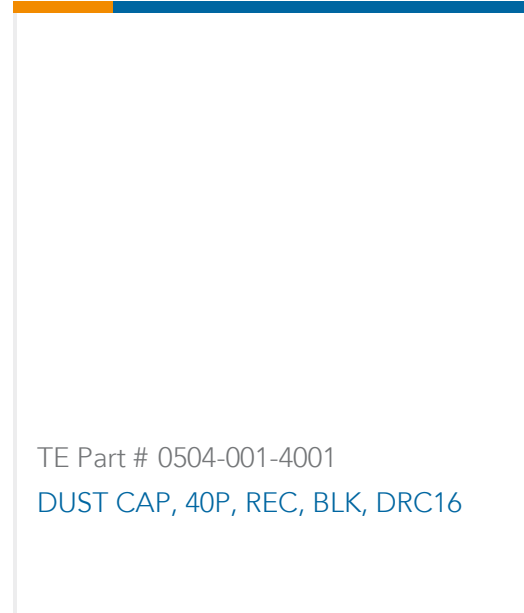 TE Part # 0504-001-4001
DUST CAP, 40P, REC, BLK, DRC16